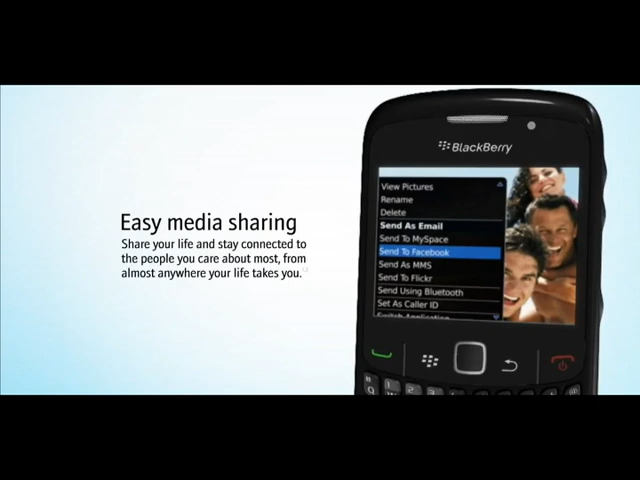 Easy media sharing
Share your life and stay connected to
the people you care about most, from
almost anywhere your life takes you.
BlackBerry
View Pictures
Rename
Delete
Send As Email
Send To MySpace
Send To Facebook
Send As MMS
Send To Flickr
Send Using Bluetooth
Set As Caller ID
Switch Application